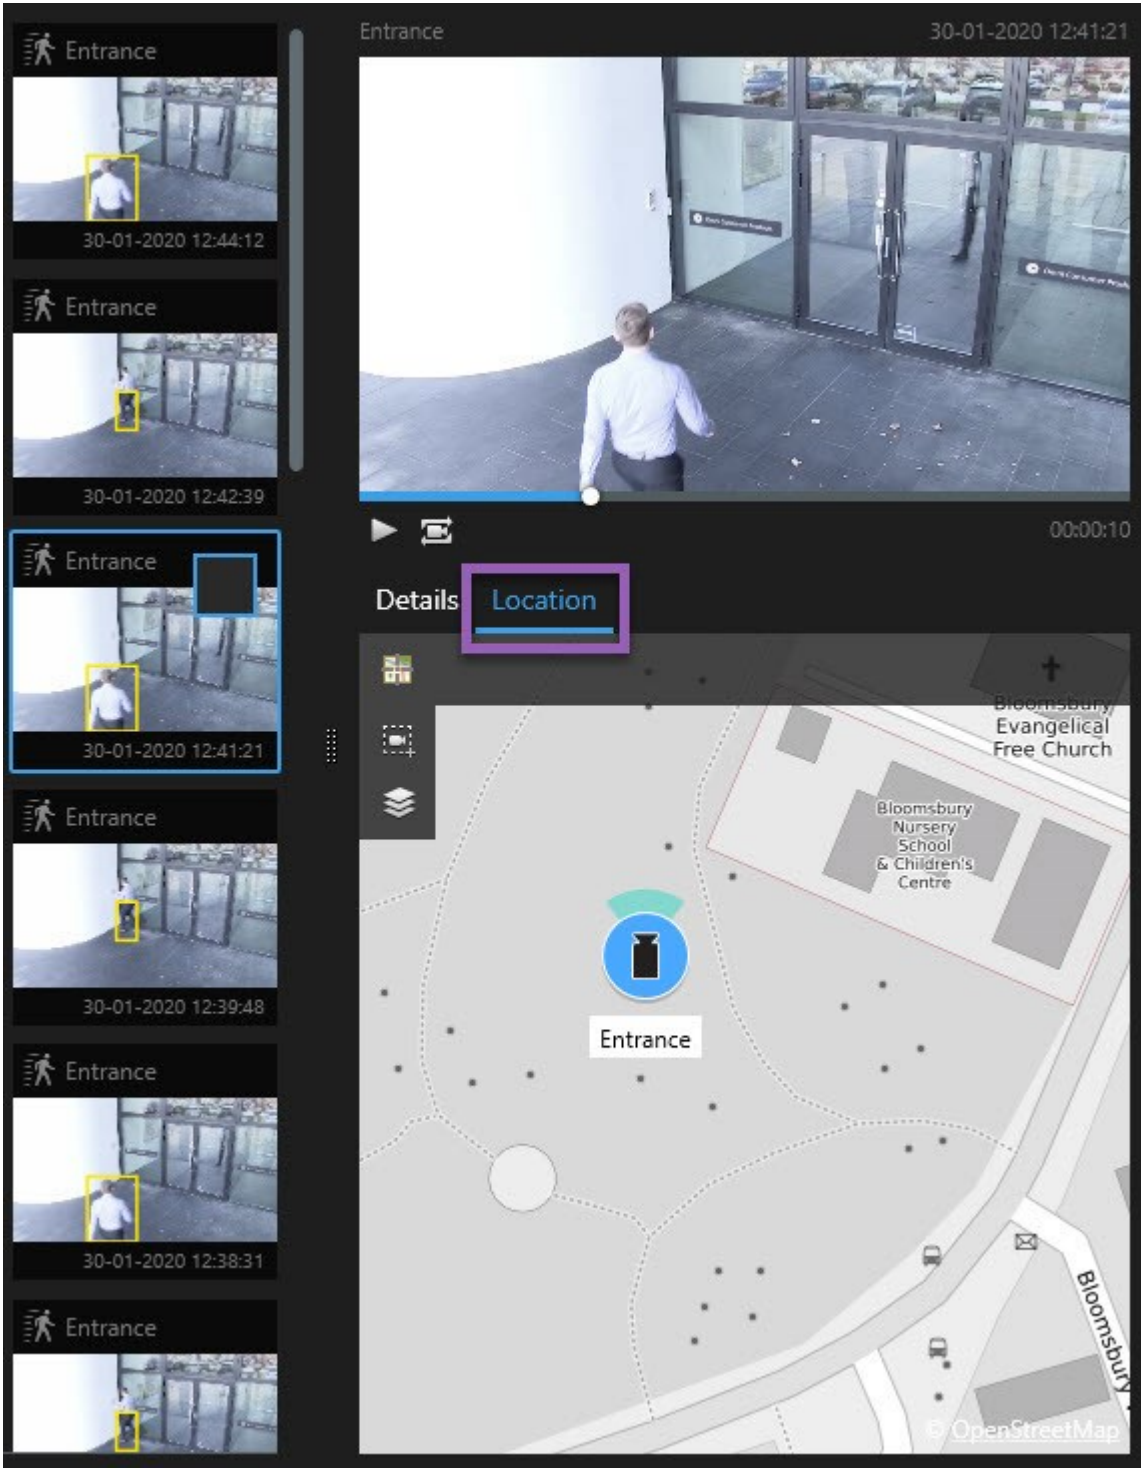 Entrance
30-01-2020 12:44:12
Entrance
30-01-2020 12:42:39
Entrance
30-01-2020 12:41:21
Entrance
30-01-2020 12:39:48
Entrance
30-01-2020 12:38:31
Entrance
Entrance
30-01-2020 12:41:21
00:00:10
Details
Location
Bloomsbury
Evangelical
Free Church
Bloomsbury
Nursery
School
& Children's
Centre
Entrance
Bloomsbury
© OpenStreetMap